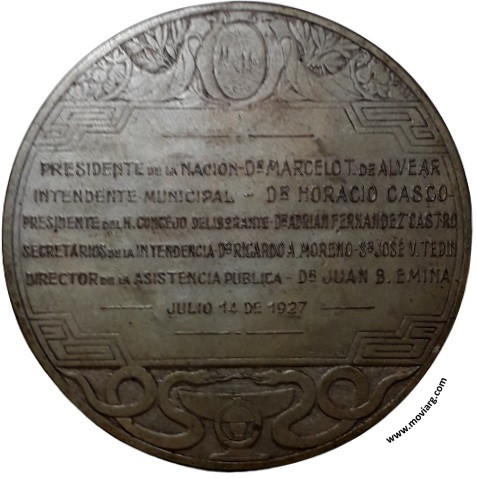 PRESIDENTE DE LA NACION-DR MARCELO T. DE ALVEAR
INTENDENTE MUNICIPAL - DR HORACIO CASCO-
PRESIDENTE DEL H. CONCEJO DELIBERANTE-DR ADRIAN FERNANDEZ CASTRO
SECRETARIOS DE LA INTENDENCIA-DR RICARDO A. MORENO-SR JOSÉ V. TEDIN
DIRECTOR DE LA ASISTENCIA PUBLICA - DR JUAN B. EMINA
JULIO 14 DE 1927
www.moviarg.com